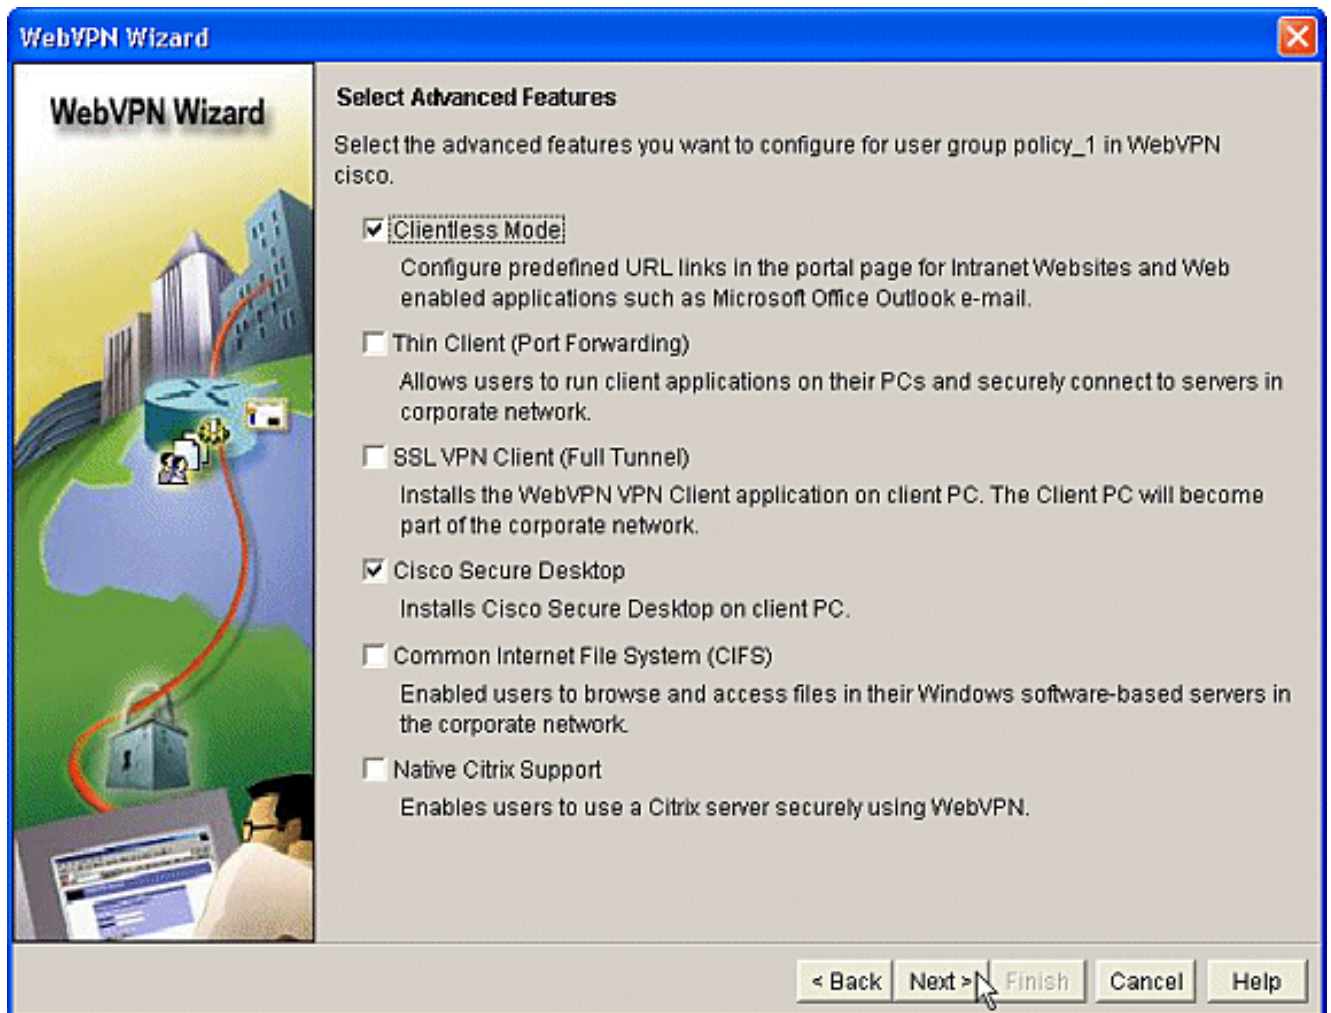 WebVPN Wizard
WebVPN Wizard
Select Advanced Features
Select the advanced features you want to configure for user group policy_1 in WebVPN
cisco.
Clientless Mode
Configure predefined URL links in the portal page for Intranet Websites and Web
enabled applications such as Microsoft Office Outlook e-mail.
Thin Client (Port Forwarding)
Allows users to run client applications on their PCs and securely connect to servers in
corporate network.
SSL VPN Client (Full Tunnel)
Installs the WebVPN VPN Client application on client PC. The Client PC will become
part of the corporate network.
Cisco Secure Desktop
Installs Cisco Secure Desktop on client PC.
Common Internet File System (CIFS)
Enabled users to browse and access files in their Windows software-based servers in
the corporate network.
Native Citrix Support
Enables users to use a Citrix server securely using WebVPN.
< Back Next > Finish Cancel Help